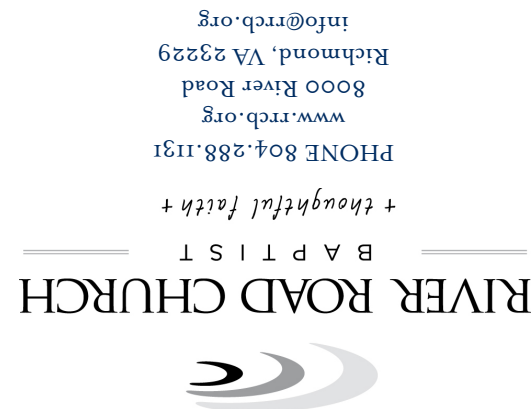 RIVER ROAD CHURCH
BAPTIST
+ thoughtful faith +
PHONE 804.288.1131
www.rrcb.org
8000 River Road
Richmond, VA 23229
info@rrcb.org